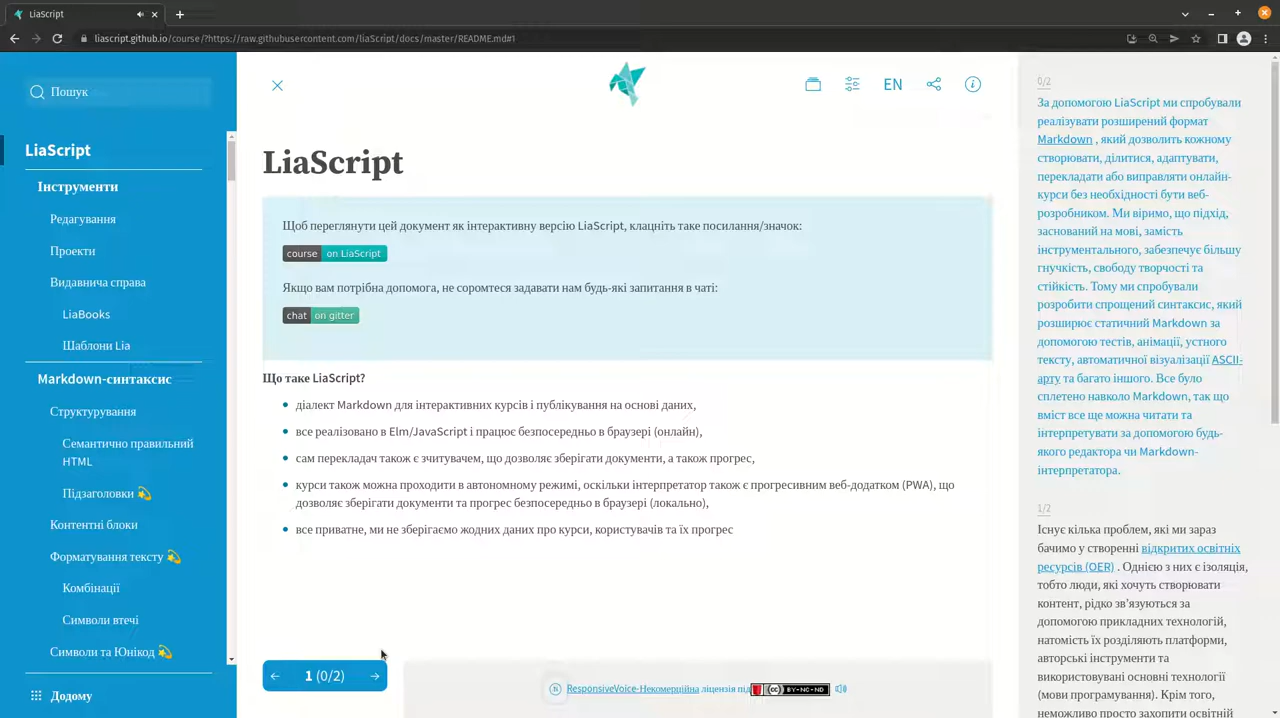 LiaScript
liascript.github.io/course/?https://raw.githubusercontent.com/liaScript/docs/master/README.md#1
Пошук
LiaScript
Інструменти
Редагування
Проекти
Видавнича справа
LiaBooks
Шаблони Lia
Markdown-синтаксис
Структурування
Семантично правильний
HTML
Підзаголовки 💫
Контентні блоки
Форматування тексту 💫
Комбінації
Символи втечі
Символи та Юнікод 💫
Додому
EN
LiaScript
Щоб переглянути цей документ як інтерактивну версію LiaScript, клацніть таке посилання/значок:
course on LiaScript
Якщо вам потрібна допомога, не соромтеся задавати нам будь-які запитання в чаті:
chat on gitter
Що таке LiaScript?
діалект Markdown для інтерактивних курсів і публікування на основі даних,
все реалізовано в Elm/JavaScript і працює безпосередньо в браузері (онлайн),
сам перекладач також є зчитувачем, що дозволяє зберігати документи, а також прогрес,
курси також можна проходити в автономному режимі, оскільки інтерпретатор також є прогресивним веб-додатком (PWA), що
дозволяє зберігати документи та прогрес безпосередньо в браузері (локально),
все приватне, ми не зберігаємо жодних даних про курси, користувачів та їх прогрес
← 1 (0/2) →
ResponsiveVoice-Некомерційна ліцензія під
CC BY-NC-ND
0/2
За допомогою LiaScript ми спробували
реалізувати розширений формат
Markdown , який дозволить кожному
створювати, ділитися, адаптувати,
перекладати або виправляти онлайн-
курси без необхідності бути веб-
розробником. Ми віримо, що підхід,
заснований на мові, замість
інструментального, забезпечує більшу
гнучкість, свободу творчості та
стійкість. Тому ми спробували
розробити спрощений синтаксис, який
розширює статичний Markdown за
допомогою тестів, анімації, усного
тексту, автоматичної візуалізації ASCII-
арту та багато іншого. Все було
сплетено навколо Markdown, так що
вміст все ще можна читати та
інтерпретувати за допомогою будь-
якого редактора чи Markdown-
інтерпретатора.
1/2
Існує кілька проблем, які ми зараз
бачимо у створенні відкритих освітніх
ресурсів (OER) . Однією з них є ізоляція,
тобто люди, які хочуть створювати
контент, рідко зв’язуються за
допомогою прикладних технологій,
натомість їх розділяють платформи,
авторські інструменти та
використовувані основні технології
(мови програмування). Крім того,
неможливо просто захопити освітній